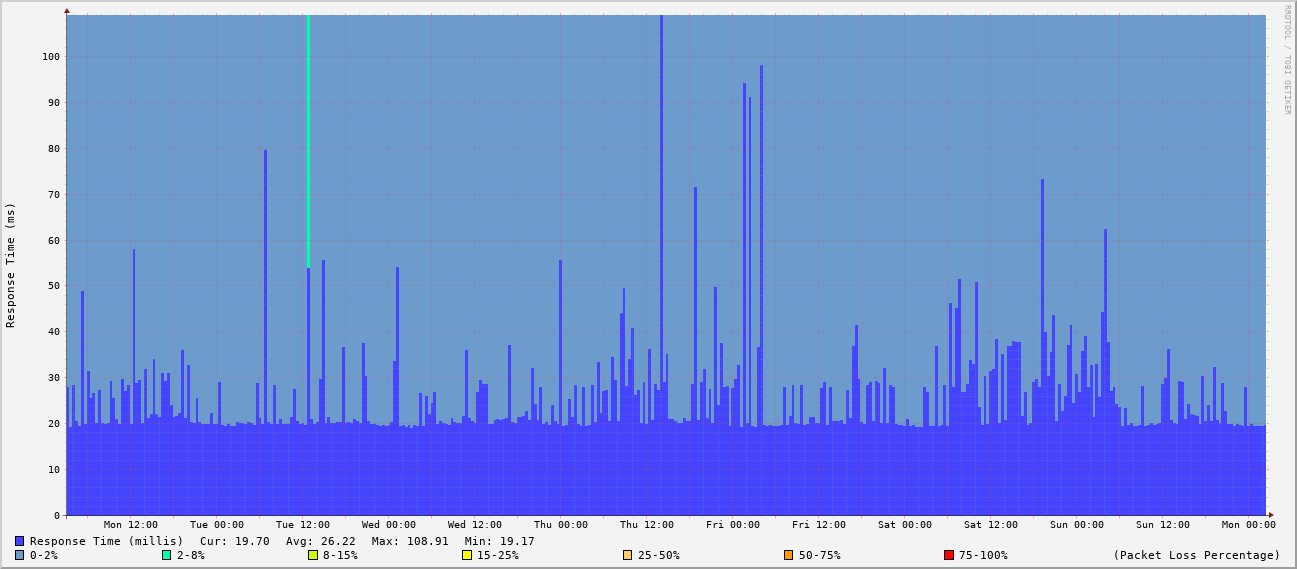 RRDTOOL / TOBI OETIKER
Response Time (ms)
100
90
80
70
60
50
40
30
20
10
0
Mon 12:00 Tue 00:00 Tue 12:00 Wed 00:00 Wed 12:00 Thu 00:00 Thu 12:00 Fri 00:00 Fri 12:00 Sat 00:00 Sat 12:00 Sun 00:00 Sun 12:00 Mon 00:00
Response Time (millis) Cur: 19.70 Avg: 26.22 Max: 108.91 Min: 19.17
0-2% 2-8% 8-15% 15-25% 25-50% 50-75% 75-100% (Packet Loss Percentage)